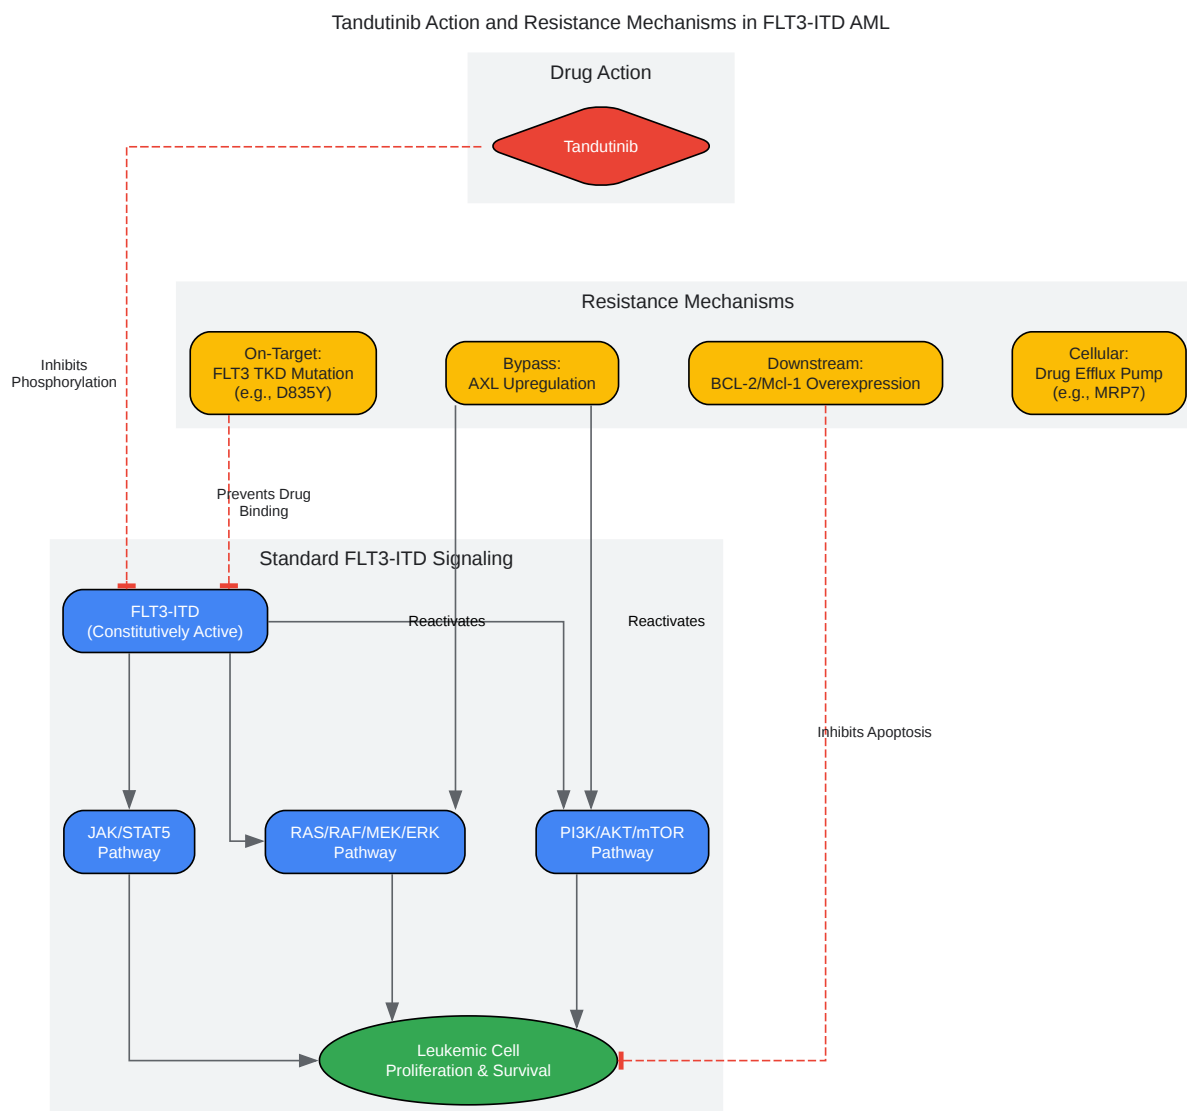 Tandutinib Action and Resistance Mechanisms in FLT3-ITD AML
Drug Action
Tandutinib
Resistance Mechanisms
On-Target:
FLT3 TKD Mutation
(e.g., D835Y)
Bypass:
AXL Upregulation
Downstream:
BCL-2/Mcl-1 Overexpression
Cellular:
Drug Efflux Pump
(e.g., MRP7)
Inhibits
Phosphorylation
Prevents Drug
Binding
Standard FLT3-ITD Signaling
FLT3-ITD
(Constitutively Active)
Reactivates
Reactivates
Inhibits Apoptosis
JAK/STAT5
Pathway
RAS/RAF/MEK/ERK
Pathway
PI3K/AKT/mTOR
Pathway
Leukemic Cell
Proliferation & Survival